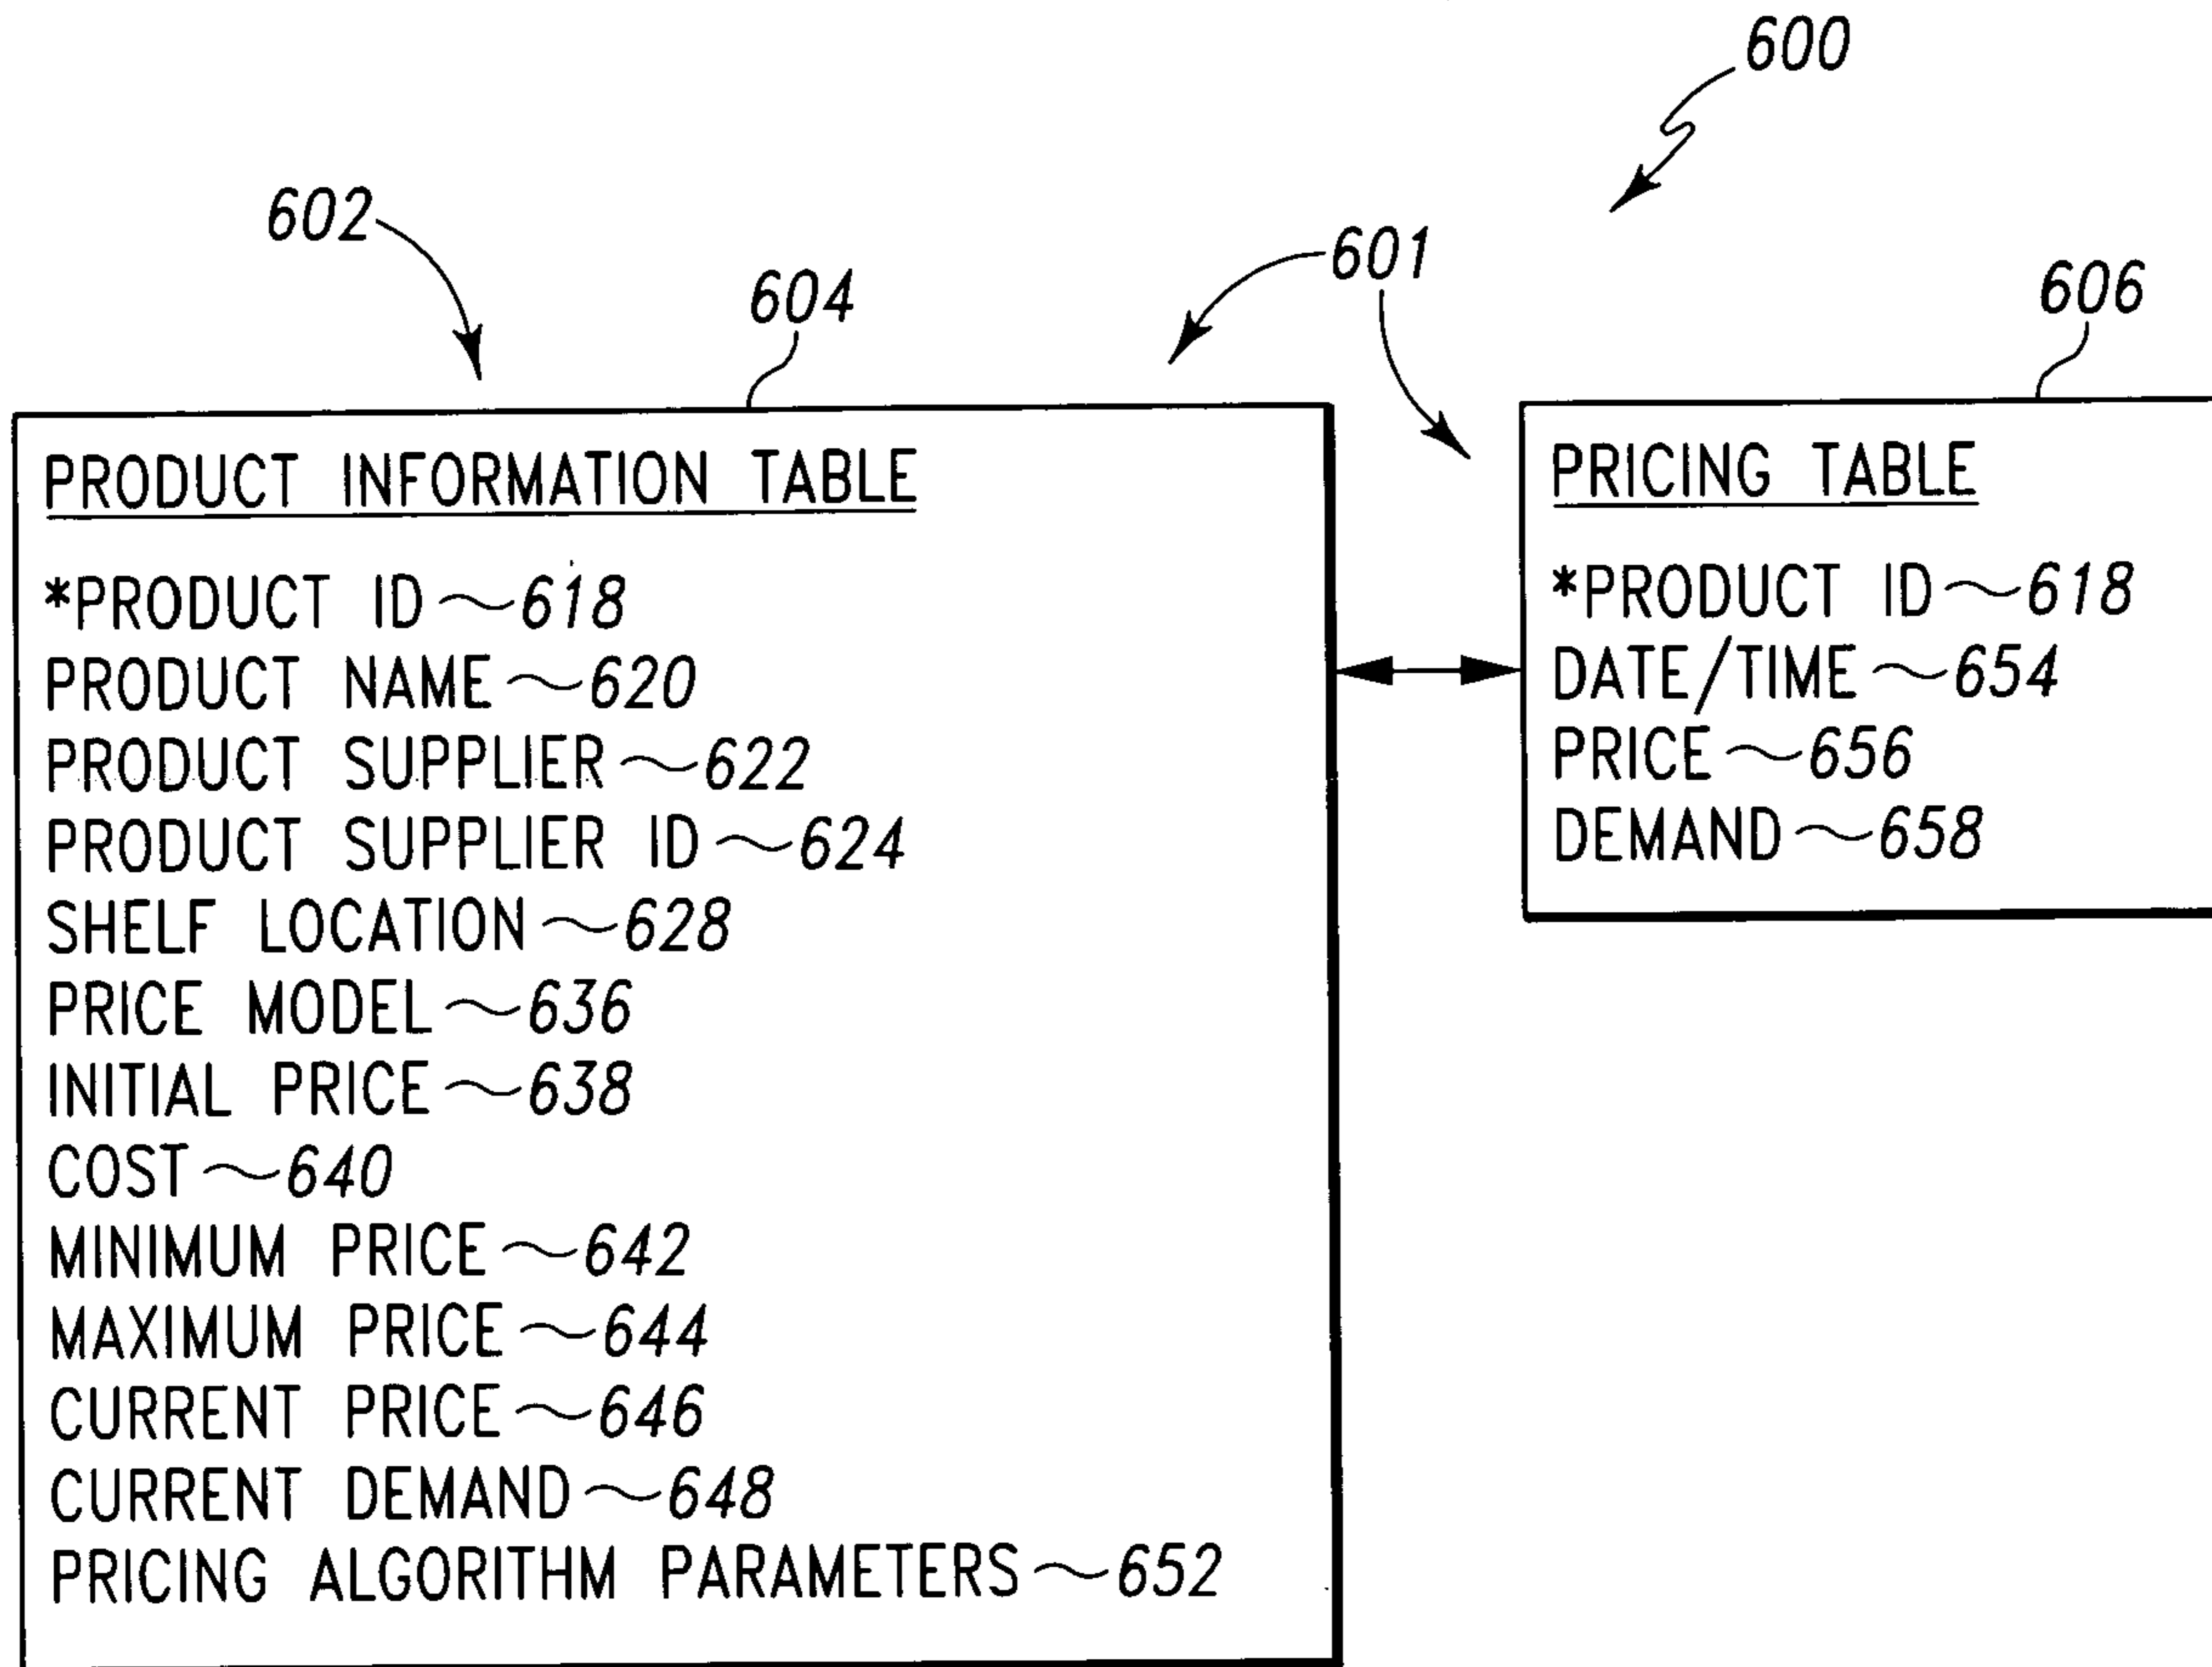 600
602
601
604
606
PRODUCT INFORMATION TABLE
*PRODUCT ID~618
PRODUCT NAME~620
PRODUCT SUPPLIER~622
PRODUCT SUPPLIER ID~624
SHELF LOCATION~628
PRICE MODEL~636
INITIAL PRICE~638
COST~640
MINIMUM PRICE~642
MAXIMUM PRICE~644
CURRENT PRICE~646
CURRENT DEMAND~648
PRICING ALGORITHM PARAMETERS~652
PRICING TABLE
*PRODUCT ID~618
DATE/TIME~654
PRICE~656
DEMAND~658